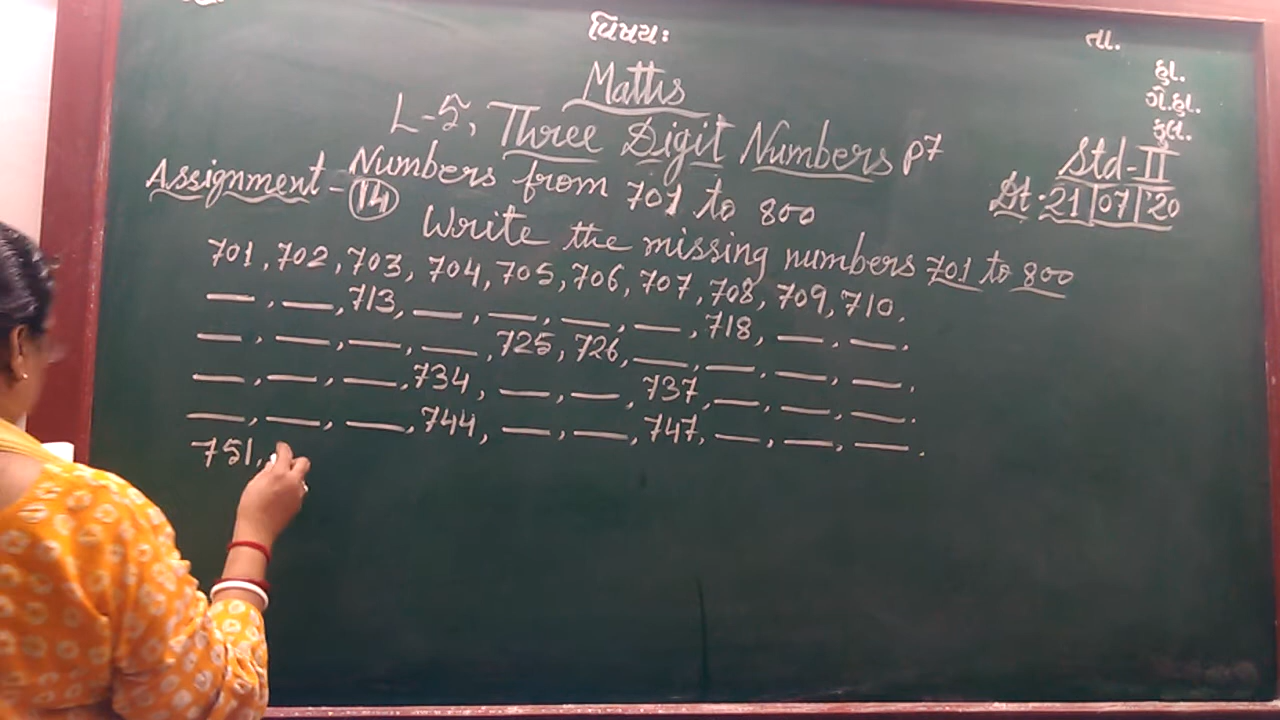 વિષય:
તા.
હા.
ગે.હા.
કુલ.
Maths
L-5, Three Digit Numbers P7
Std-II
Dt:21|07|'20
Assignment-14 Numbers from 701 to 800
Write the missing numbers 701 to 800
701, 702, 703, 704, 705, 706, 707, 708, 709, 710,
__, __, 713, __, __, __, __, 718, __, __.
__, __, __, __, 725, 726, __, __, __, __.
__, __, __, 734, __, __, 737, __, __, __.
__, __, __, 744, __, __, 747, __, __, __.
751,